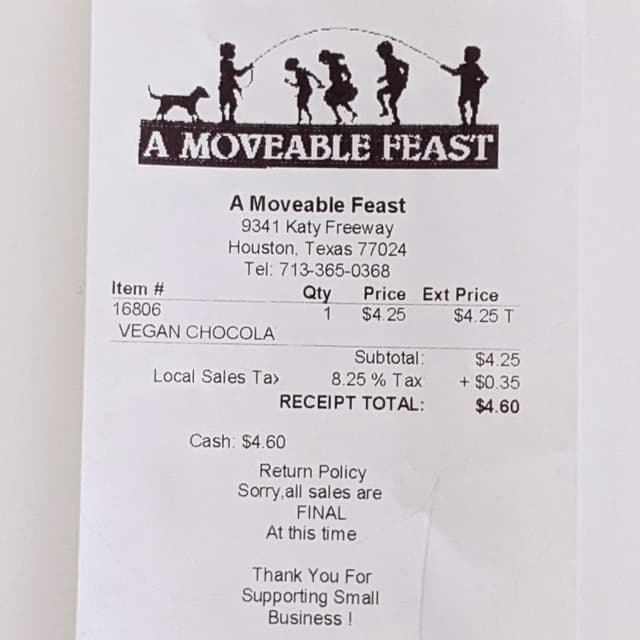 A MOVEABLE FEAST
A Moveable Feast
9341 Katy Freeway
Houston, Texas 77024
Tel: 713-365-0368
Item # Qty Price Ext Price
16806 1 $4.25 $4.25 T
VEGAN CHOCOLA
Subtotal: $4.25
Local Sales Tax 8.25 % Tax + $0.35
RECEIPT TOTAL: $4.60
Cash: $4.60
Return Policy
Sorry,all sales are
FINAL
At this time
Thank You For
Supporting Small
Business !